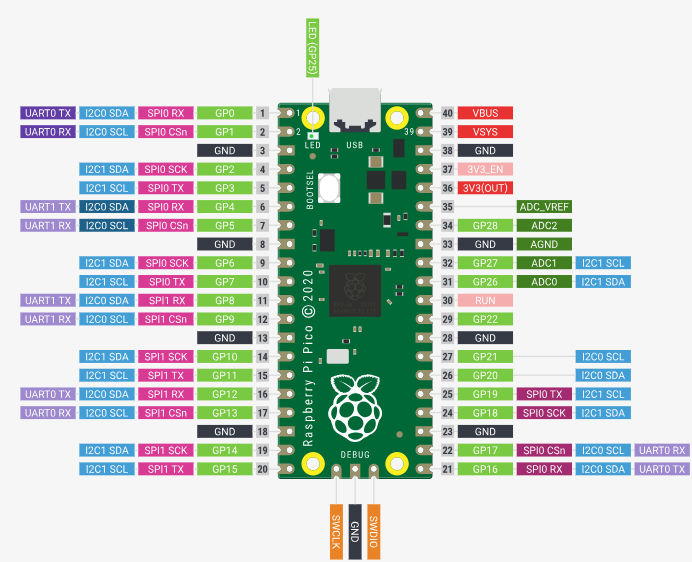 LED (GP25)
UART0 TX I2C0 SDA SPI0 RX GP0 1 1 40 VBUS
UART0 RX I2C0 SCL SPI0 CSn GP1 2 2 39 39 VSYS
LED USB
GND 3 38 GND
I2C1 SDA SPI0 SCK GP2 4 37 3V3_EN
I2C1 SCL SPI0 TX GP3 5 36 3V3(OUT)
BOOTSEL
UART1 TX I2C0 SDA SPI0 RX GP4 6 35 ADC_VREF
UART1 RX I2C0 SCL SPI0 CSn GP5 7 34 GP28 ADC2
GND 8 33 GND AGND
I2C1 SDA SPI0 SCK GP6 9 32 GP27 ADC1 I2C1 SCL
I2C1 SCL SPI0 TX GP7 10 31 GP26 ADC0 I2C1 SDA
UART1 TX I2C0 SDA SPI1 RX GP8 11 30 RUN
UART1 RX I2C0 SCL SPI1 CSn GP9 12 29 GP22
GND 13 28 GND
I2C1 SDA SPI1 SCK GP10 14 27 GP21 I2C0 SCL
I2C1 SCL SPI1 TX GP11 15 26 GP20 I2C0 SDA
UART0 TX I2C0 SDA SPI1 RX GP12 16 25 GP19 SPI0 TX I2C1 SCL
UART0 RX I2C0 SCL SPI1 CSn GP13 17 24 GP18 SPI0 SCK I2C1 SDA
GND 18 23 GND
I2C1 SDA SPI1 SCK GP14 19 22 GP17 SPI0 CSn I2C0 SCL UART0 RX
I2C1 SCL SPI1 TX GP15 20 21 GP16 SPI0 RX I2C0 SDA UART0 TX
Raspberry Pi Pico ©2020
DEBUG
SWCLK
GND
SWDIO